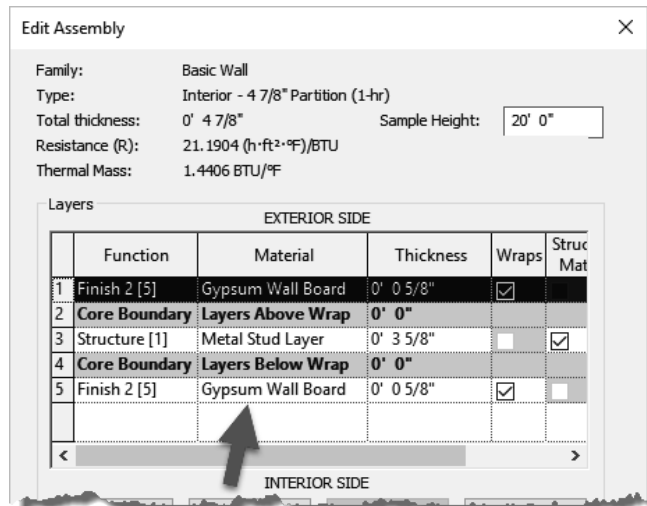 Edit Assembly
Family: Basic Wall
Type: Interior - 4 7/8" Partition (1-hr)
Total thickness: 0' 4 7/8" Sample Height: 20' 0"
Resistance (R): 21.1904 (h·ft²·°F)/BTU
Thermal Mass: 1.4406 BTU/°F
Layers
EXTERIOR SIDE
Function Material Thickness Wraps Struc Mat
1 Finish 2 [5] Gypsum Wall Board 0' 0 5/8"
2 Core Boundary Layers Above Wrap 0' 0"
3 Structure [1] Metal Stud Layer 0' 3 5/8"
4 Core Boundary Layers Below Wrap 0' 0"
5 Finish 2 [5] Gypsum Wall Board 0' 0 5/8"
INTERIOR SIDE